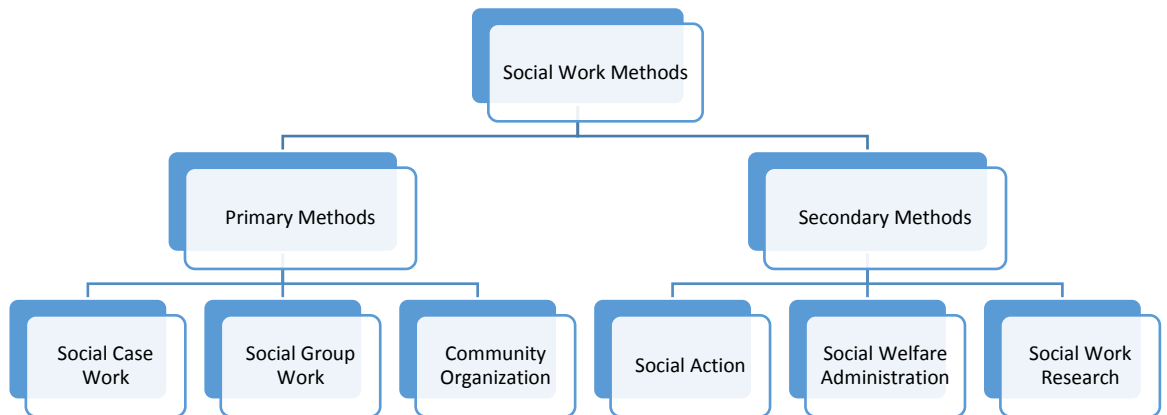 Social Work Methods
Primary Methods
Secondary Methods
Social Case
Work
Social Group
Work
Community
Organization
Social Action
Social Welfare
Administration
Social Work
Research